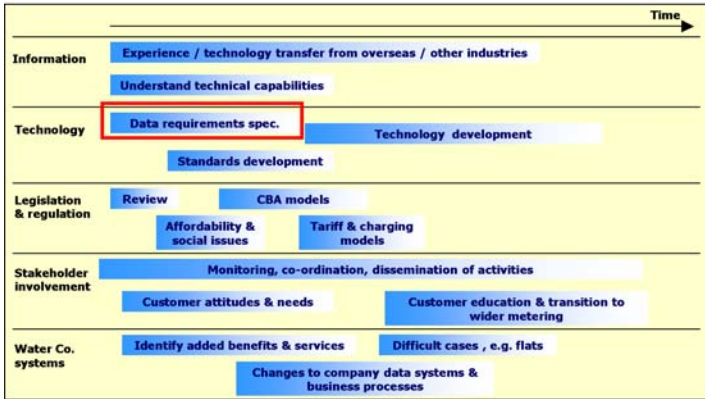 Time
Information
Experience / technology transfer from overseas / other industries
Understand technical capabilities
Technology
Data requirements spec.
Technology development
Standards development
Legislation
& regulation
Review
CBA models
Affordability &
social issues
Tariff & charging
models
Stakeholder
involvement
Monitoring, co-ordination, dissemination of activities
Customer attitudes & needs
Customer education & transition to
wider metering
Water Co.
systems
Identify added benefits & services
Difficult cases , e.g. flats
Changes to company data systems &
business processes